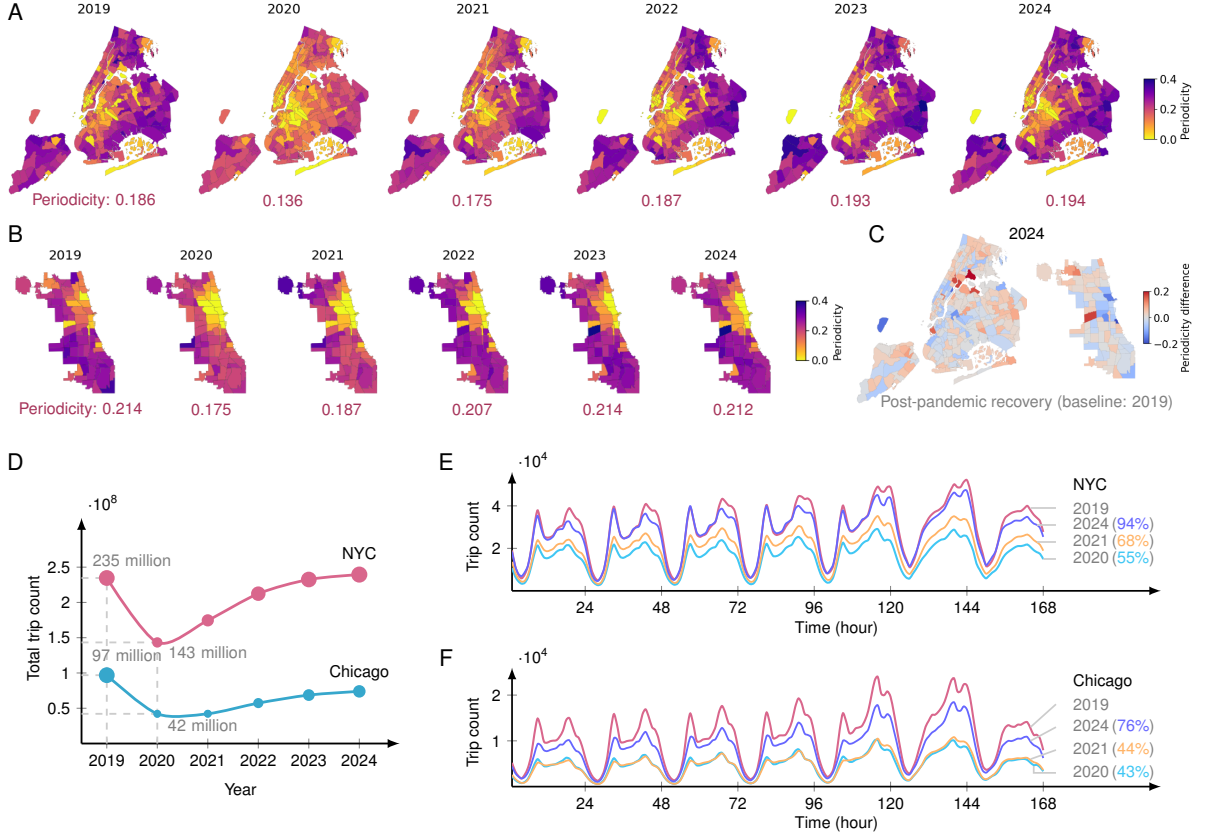 A
2019
2020
2021
2022
2023
2024
0.4
0.2
0.0
Periodicity
Periodicity: 0.186
0.136
0.175
0.187
0.193
0.194
B
2019
2020
2021
2022
2023
2024
0.4
0.2
0.0
Periodicity
Periodicity: 0.214
0.175
0.187
0.207
0.214
0.212
C
2024
0.2
0.0
−0.2
Periodicity difference
Post-pandemic recovery (baseline: 2019)
D
·10^8
Total trip count
2.5
2
1.5
1
0.5
235 million
143 million
97 million
42 million
NYC
Chicago
2019
2020
2021
2022
2023
2024
Year
E
·10^4
Trip count
4
2
24
48
72
96
120
144
168
Time (hour)
NYC
2019
2024 (94%)
2021 (68%)
2020 (55%)
F
·10^4
Trip count
2
1
24
48
72
96
120
144
168
Time (hour)
Chicago
2019
2024 (76%)
2021 (44%)
2020 (43%)